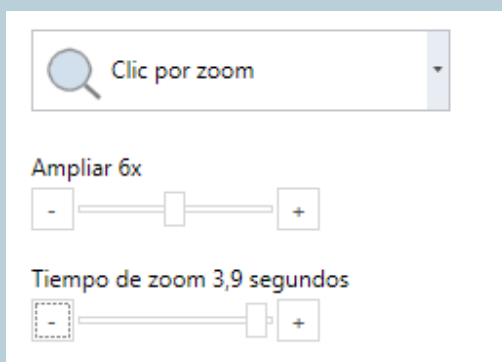 Clic por zoom
Ampliar 6x
- +
Tiempo de zoom 3,9 segundos
- +